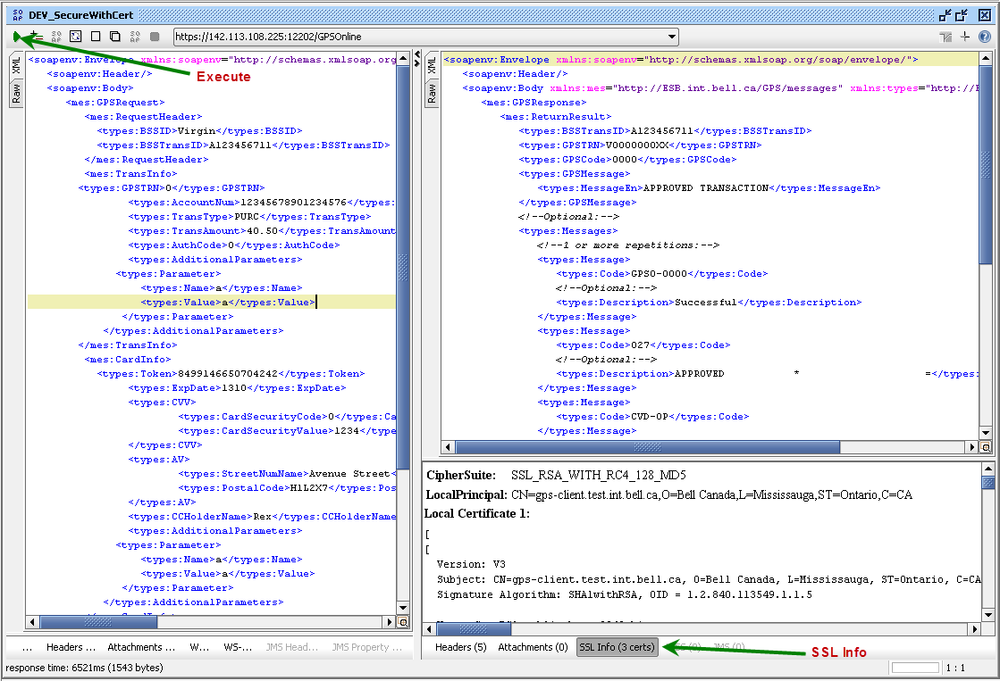 DEV_SecureWithCert
https://142.113.108.225:12202/GPSOnline
Execute
XML
Raw
<soapenv:Envelope xmlns:soapenv="http://schemas.xmlsoap.org
<soapenv:Header/>
<soapenv:Body>
<mes:GPSRequest>
<mes:RequestHeader>
<types:BSSID>Virgin</types:BSSID>
<types:BSSTransID>A123456711</types:BSSTransID>
</mes:RequestHeader>
<mes:TransInfo>
<types:GPSTRN>0</types:GPSTRN>
<types:AccountNum>12345678901234576</types:
<types:TransType>PURC</types:TransType>
<types:TransAmount>40.50</types:TransAmount
<types:AuthCode>0</types:AuthCode>
<types:AdditionalParameters>
<types:Parameter>
<types:Name>a</types:Name>
<types:Value>a</types:Value>
</types:Parameter>
</types:AdditionalParameters>
</mes:TransInfo>
<mes:CardInfo>
<types:Token>8499146650704242</types:Token>
<types:ExpDate>1310</types:ExpDate>
<types:CVV>
<types:CardSecurityCode>0</types:Ca
<types:CardSecurityValue>1234</type
</types:CVV>
<types:AV>
<types:StreetNumName>Avenue Street<
<types:PostalCode>H1L2X7</types:Pos
</types:AV>
<types:CCHolderName>Rex</types:CCHolderName
<types:AdditionalParameters>
<types:Parameter>
<types:Name>a</types:Name>
<types:Value>a</types:Value>
</types:Parameter>
</types:AdditionalParameters>
... Headers ... Attachments ... W... WS-... JMS Head... JMS Property ...
XML
Raw
<soapenv:Envelope xmlns:soapenv="http://schemas.xmlsoap.org/soap/envelope/">
<soapenv:Header/>
<soapenv:Body xmlns:mes="http://ESB.int.bell.ca/GPS/messages" xmlns:types="http://E
<mes:GPSResponse>
<mes:ReturnResult>
<types:BSSTransID>A123456711</types:BSSTransID>
<types:GPSTRN>V0000000XX</types:GPSTRN>
<types:GPSCode>0000</types:GPSCode>
<types:GPSMessage>
<types:MessageEn>APPROVED TRANSACTION</types:MessageEn>
</types:GPSMessage>
<!--Optional:-->
<types:Messages>
<!--1 or more repetitions:-->
<types:Message>
<types:Code>GPS0-0000</types:Code>
<!--Optional:-->
<types:Description>Successful</types:Description>
</types:Message>
<types:Message>
<types:Code>027</types:Code>
<!--Optional:-->
<types:Description>APPROVED * =</types:
</types:Message>
<types:Message>
<types:Code>CVD-0P</types:Code>
</types:Message>
CipherSuite: SSL_RSA_WITH_RC4_128_MD5
LocalPrincipal: CN=gps-client.test.int.bell.ca,O=Bell Canada,L=Mississauga,ST=Ontario,C=CA
Local Certificate 1:
[
[
Version: V3
Subject: CN=gps-client.test.int.bell.ca, O=Bell Canada, L=Mississauga, ST=Ontario, C=CA
Signature Algorithm: SHA1withRSA, OID = 1.2.840.113549.1.1.5
Headers (5) Attachments (0) SSL Info (3 certs) JMS (0)
SSL Info
response time: 6521ms (1543 bytes)
1 : 1